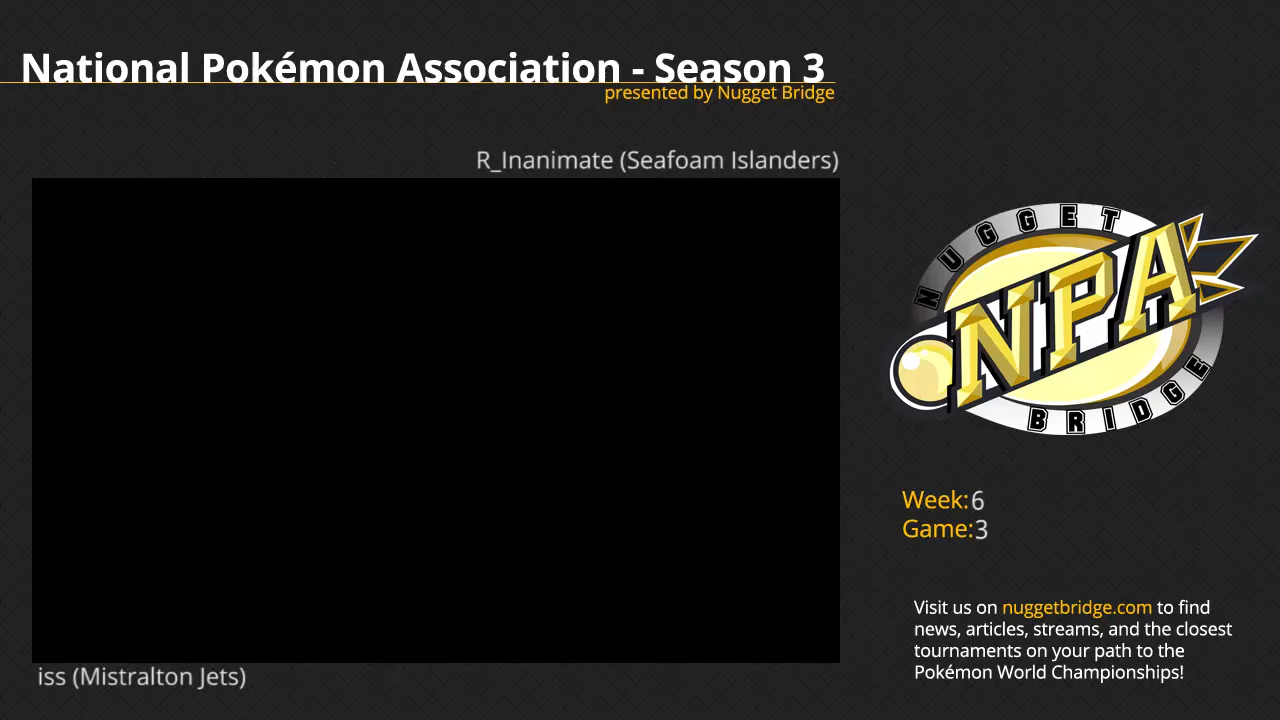 National Pokémon Association - Season 3
presented by Nugget Bridge
R_Inanimate (Seafoam Islanders)
NUGGET
NPA
BRIDGE
Week: 6
Game: 3
Visit us on nuggetbridge.com to find
news, articles, streams, and the closest
tournaments on your path to the
Pokémon World Championships!
iss (Mistralton Jets)